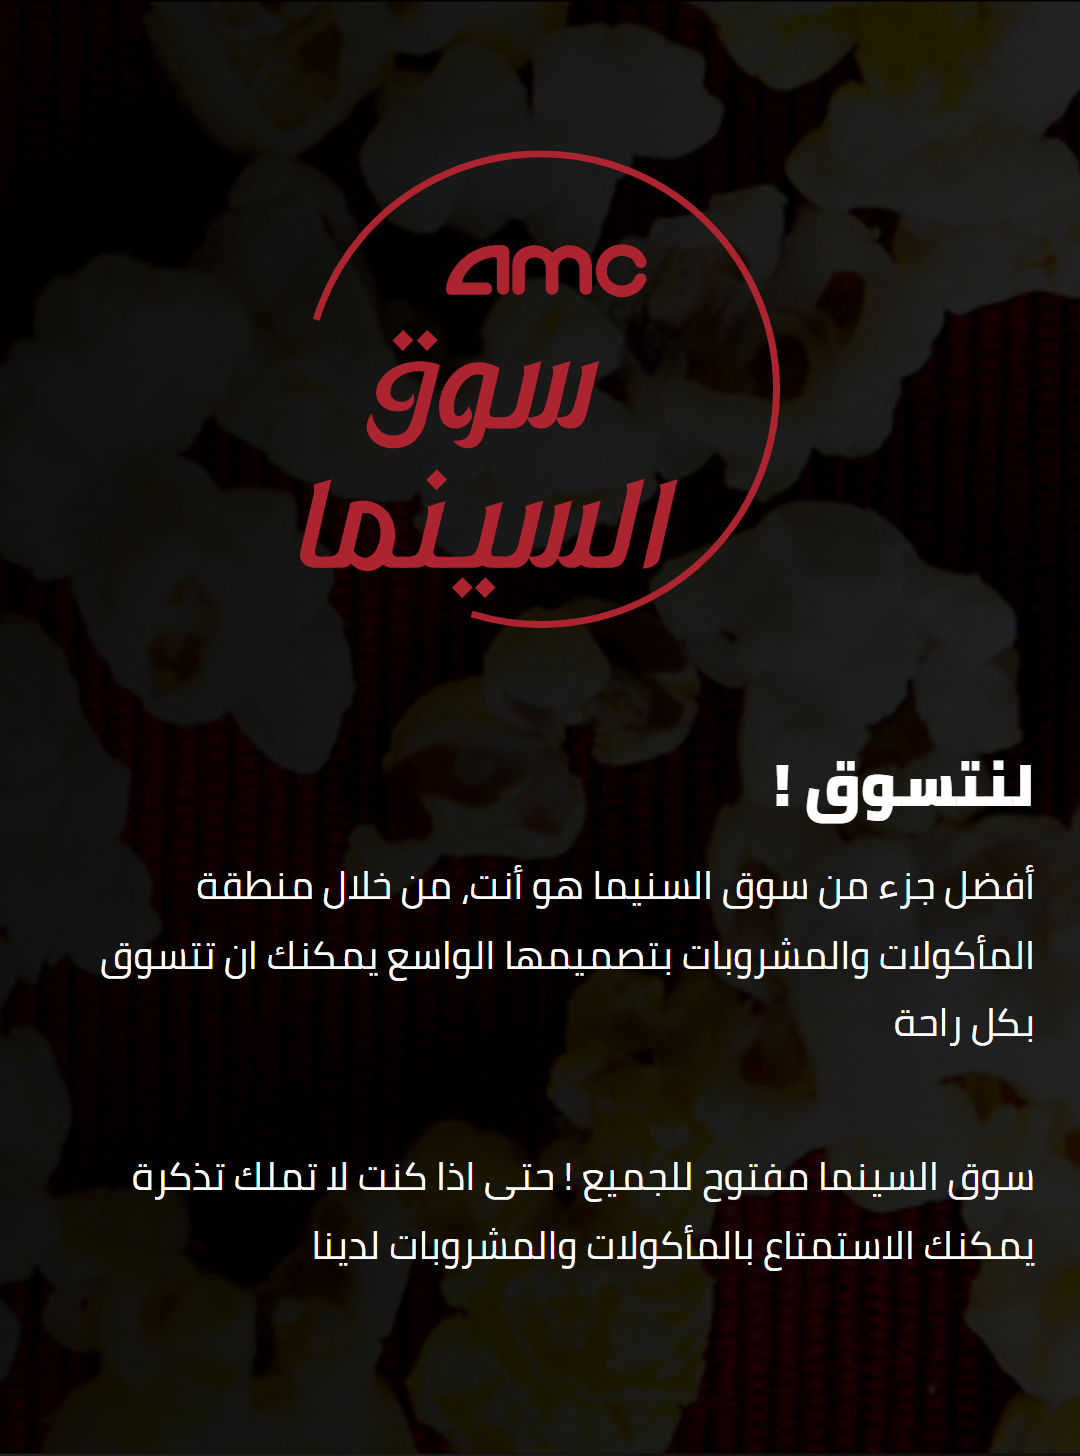 amc
سوق
السينما
لنتسوق !
أفضل جزء من سوق السنيما هو أنت، من خلال منطقة
المأكولات والمشروبات بتصميمها الواسع يمكنك ان تتسوق
بكل راحة
سوق السينما مفتوح للجميع ! حتى اذا كنت لا تملك تذكرة
يمكنك الاستمتاع بالمأكولات والمشروبات لدينا